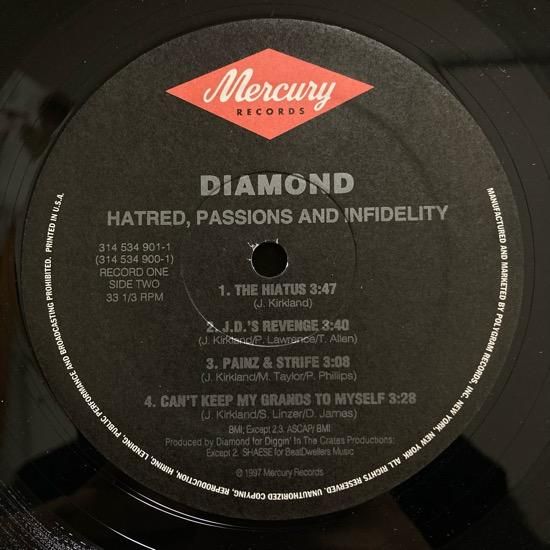 Mercury
RECORDS
DIAMOND
HATRED, PASSIONS AND INFIDELITY
314 534 901-1
(314 534 900-1)
RECORD ONE
SIDE TWO
33 1/3 RPM
1. THE HIATUS 3:47
(J. Kirkland)
2. J.D.'S REVENGE 3:40
(J. Kirkland/P. Lawrence/T. Allen)
3. PAINZ & STRIFE 3:08
(J. Kirkland/M. Taylor/P. Phillips)
4. CAN'T KEEP MY GRANDS TO MYSELF 3:28
(J. Kirkland/S. Linzer/D. James)
BMI; Except 2.3. ASCAP/ BMI
Produced by Diamond for Diggin' In The Crates Productions:
Except 2. SHAESE for BeatDwellers Music
℗ 1997 Mercury Records
MANUFACTURED AND MARKETED BY POLYGRAM RECORDS, INC. NEW YORK, NEW YORK. ALL RIGHTS RESERVED. UNAUTHORIZED COPYING, REPRODUCTION, HIRING, LENDING, PUBLIC PERFORMANCE AND BROADCASTING PROHIBITED. PRINTED IN U.S.A.